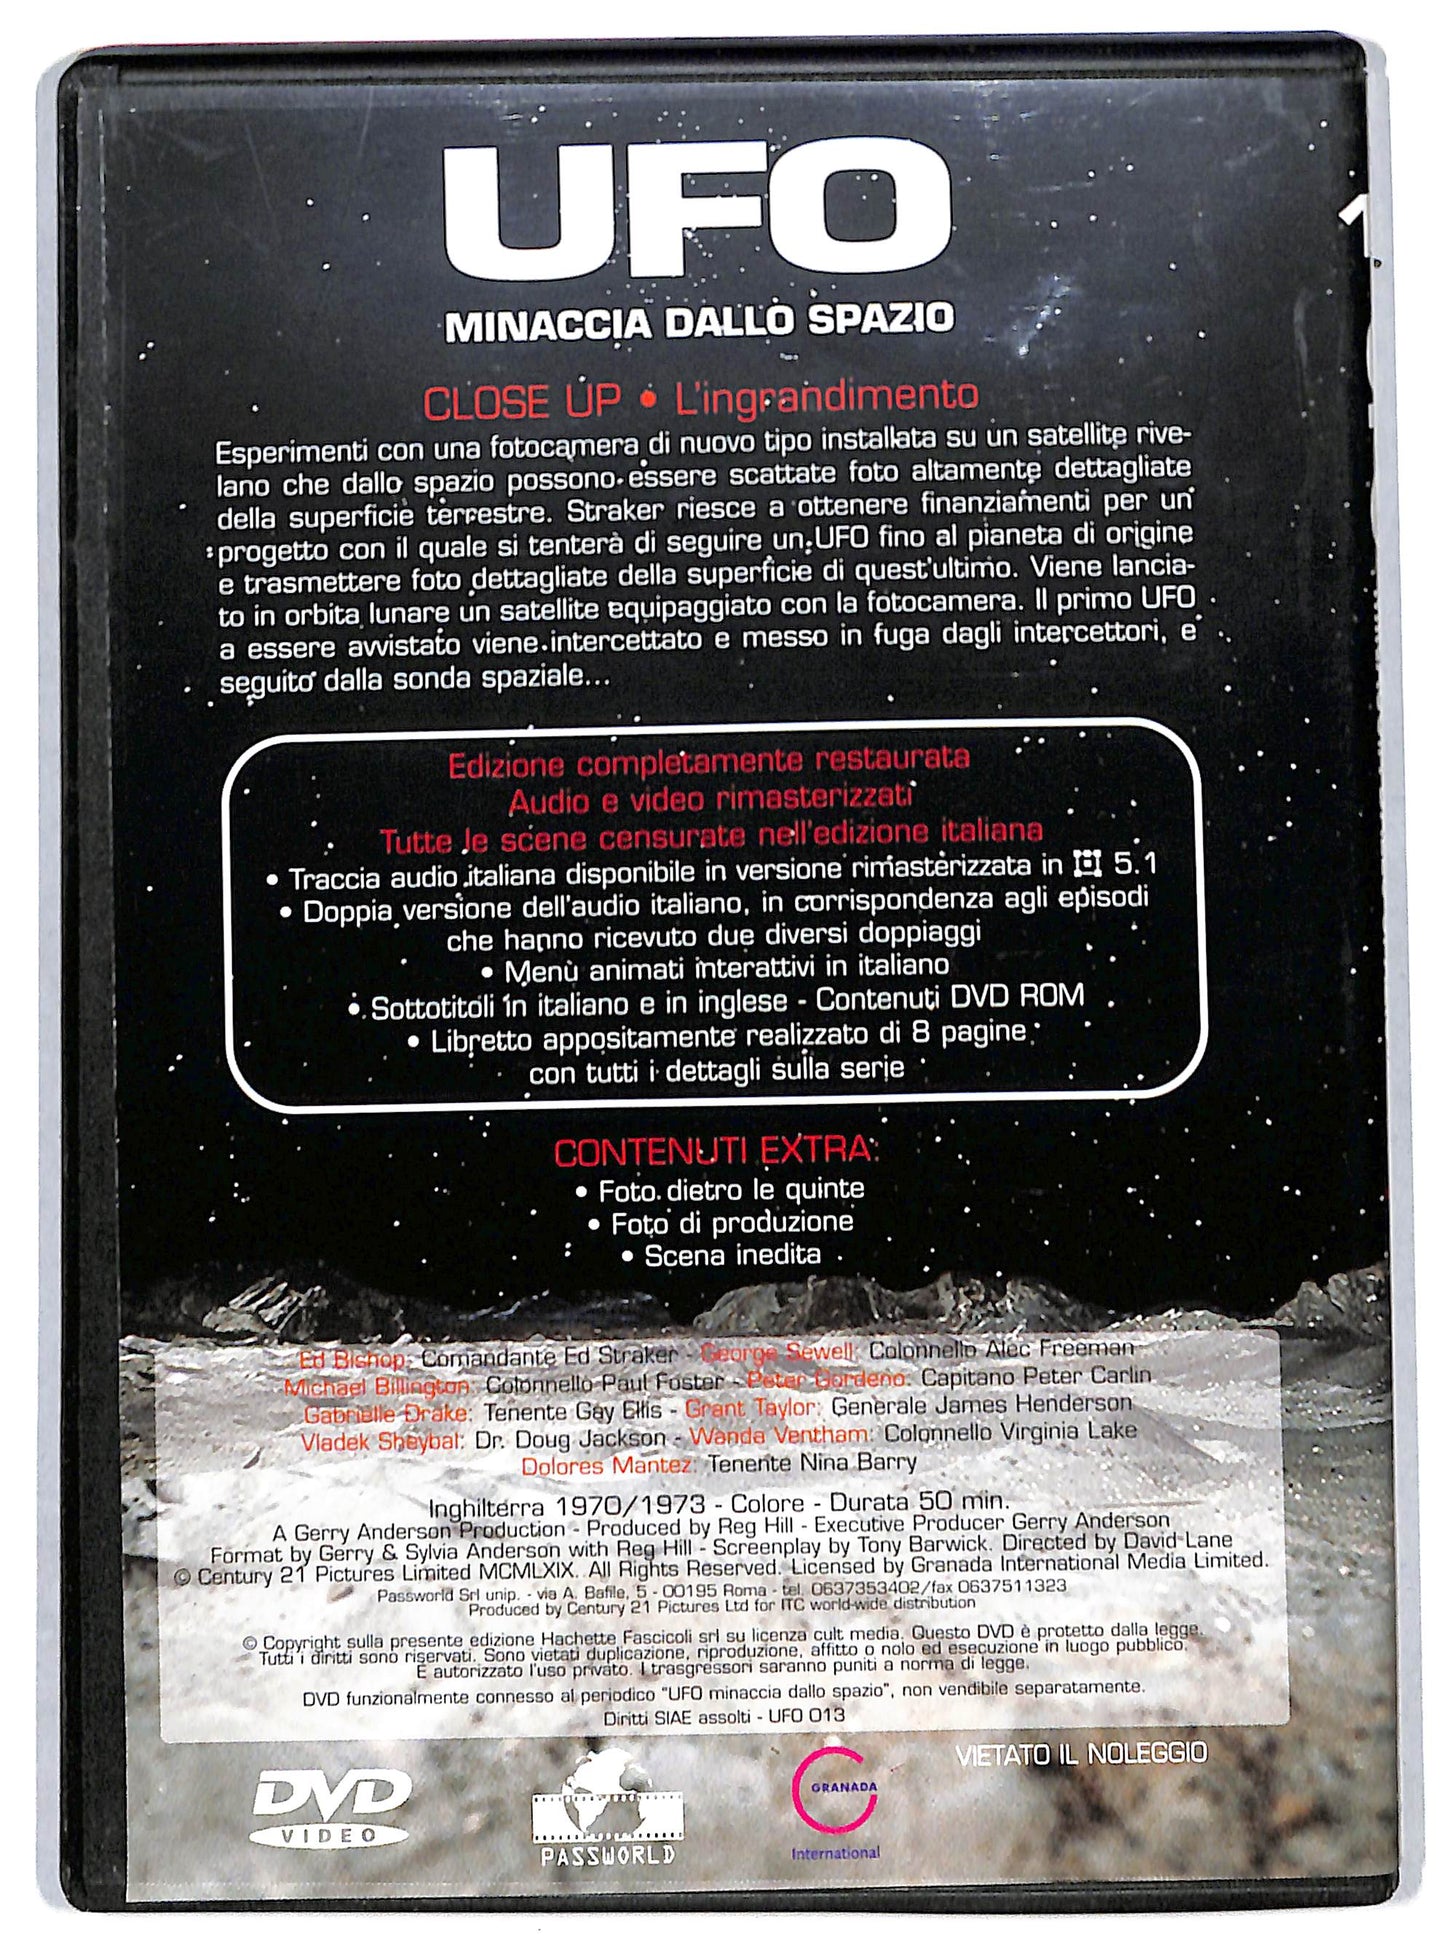 UFO
MINACCIA DALLO SPAZIO
CLOSE UP • L'ingrandimento
Esperimenti con una fotocamera di nuovo tipo installata su un satellite rive-
lano che dallo spazio possono essere scattate foto altamente dettagliate
della superficie terrestre. Straker riesce a ottenere finanziamenti per un
progetto con il quale si tenterà di seguire un UFO fino al pianeta di origine
e trasmettere foto dettagliate della superficie di quest'ultimo. Viene lancia-
to in orbita lunare un satellite equipaggiato con la fotocamera. Il primo UFO
a essere avvistato viene intercettato e messo in fuga dagli intercettori, e
seguito dalla sonda spaziale...
Edizione completamente restaurata
Audio e video rimasterizzati
Tutte le scene censurate nell'edizione italiana
• Traccia audio italiana disponibile in versione rimasterizzata in 5.1
• Doppia versione dell'audio italiano, in corrispondenza agli episodi
che hanno ricevuto due diversi doppiaggi
• Menù animati interattivi in italiano
• Sottotitoli in italiano e in inglese - Contenuti DVD ROM
• Libretto appositamente realizzato di 8 pagine
con tutti i dettagli sulla serie
CONTENUTI EXTRA:
• Foto dietro le quinte
• Foto di produzione
• Scena inedita
Ed Bishop: Comandante Ed Straker - George Sewell: Colonnello Alec Freeman
Michael Billington: Colonnello Paul Foster - Peter Gordeno: Capitano Peter Carlin
Gabrielle Drake: Tenente Gay Ellis - Grant Taylor: Generale James Henderson
Vladek Sheybal: Dr. Doug Jackson - Wanda Ventham: Colonnello Virginia Lake
Dolores Mantez: Tenente Nina Barry
Inghilterra 1970/1973 - Colore - Durata 50 min.
A Gerry Anderson Production - Produced by Reg Hill - Executive Producer Gerry Anderson
Format by Gerry & Sylvia Anderson with Reg Hill - Screenplay by Tony Barwick. Directed by David Lane
© Century 21 Pictures Limited MCMLXIX. All Rights Reserved. Licensed by Granada International Media Limited.
Passworld Srl unip. - via A. Bafile, 5 - 00195 Roma - tel. 0637353402/fax 0637511323
Produced by Century 21 Pictures Ltd for ITC world-wide distribution
© Copyright sulla presente edizione Hachette Fascicoli srl su licenza cult media. Questo DVD è protetto dalla legge.
Tutti i diritti sono riservati. Sono vietati duplicazione, riproduzione, affitto o nolo ed esecuzione in luogo pubblico.
È autorizzato l'uso privato. I trasgressori saranno puniti a norma di legge.
DVD funzionalmente connesso al periodico "UFO minaccia dallo spazio", non vendibile separatamente.
Diritti SIAE assolti - UFO 013
VIETATO IL NOLEGGIO
DVD
VIDEO
PASSWORLD
GRANADA
International